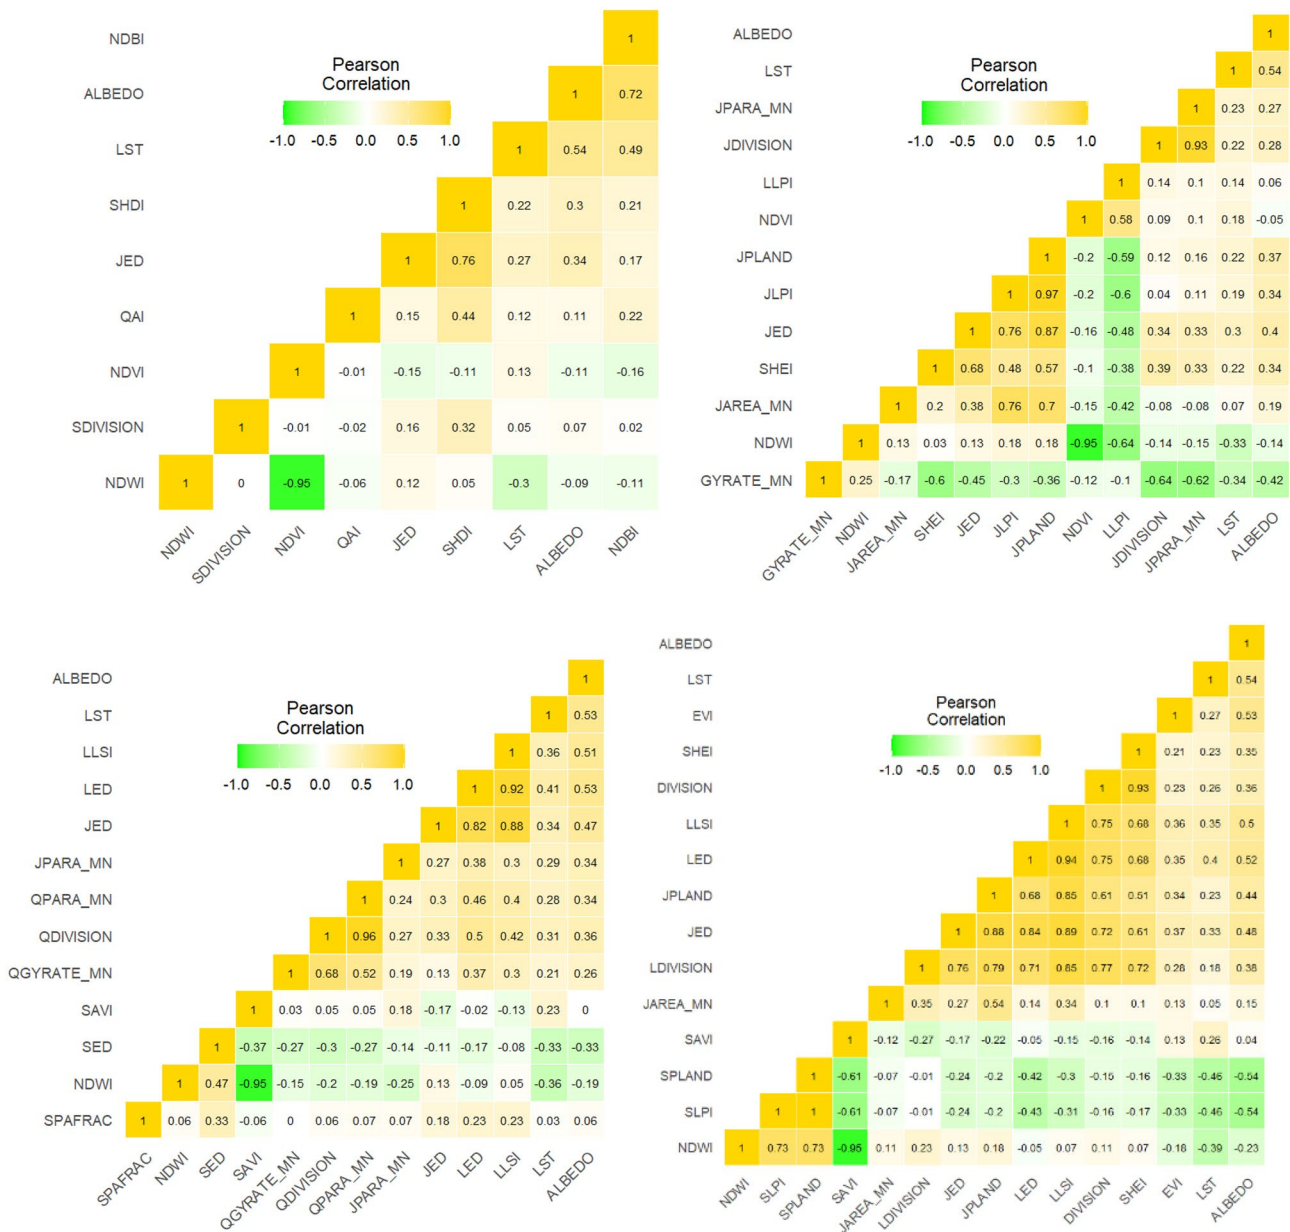 NDBI 1
Pearson
Correlation
-1.0 -0.5 0.0 0.5 1.0
ALBEDO 1 0.72
LST 1 0.54 0.49
SHDI 1 0.22 0.3 0.21
JED 1 0.76 0.27 0.34 0.17
QAI 1 0.15 0.44 0.12 0.11 0.22
NDVI 1 -0.01 -0.15 -0.11 0.13 -0.11 -0.16
SDIVISION 1 -0.01 -0.02 0.16 0.32 0.05 0.07 0.02
NDWI 1 0 -0.95 -0.06 0.12 0.05 -0.3 -0.09 -0.11
NDWI SDIVISION NDVI QAI JED SHDI LST ALBEDO NDBI
ALBEDO 1
Pearson
Correlation
-1.0 -0.5 0.0 0.5 1.0
LST 1 0.54
JPARA_MN 1 0.23 0.27
JDIVISION 1 0.93 0.22 0.28
LLPI 1 0.14 0.1 0.14 0.06
NDVI 1 0.58 0.09 0.1 0.18 -0.05
JPLAND 1 -0.2 -0.59 0.12 0.16 0.22 0.37
JLPI 1 0.97 -0.2 -0.6 0.04 0.11 0.19 0.34
JED 1 0.76 0.87 -0.16 -0.48 0.34 0.33 0.3 0.4
SHEI 1 0.68 0.48 0.57 -0.1 -0.38 0.39 0.33 0.22 0.34
JAREA_MN 1 0.2 0.38 0.76 0.7 -0.15 -0.42 -0.08 -0.08 0.07 0.19
NDWI 1 0.13 0.03 0.13 0.18 0.18 -0.95 -0.64 -0.14 -0.15 -0.33 -0.14
GYRATE_MN 1 0.25 -0.17 -0.6 -0.45 -0.3 -0.36 -0.12 -0.1 -0.64 -0.62 -0.34 -0.42
GYRATE_MN NDWI JAREA_MN SHEI JED JLPI JPLAND NDVI LLPI JDIVISION JPARA_MN LST ALBEDO
ALBEDO 1
Pearson
Correlation
-1.0 -0.5 0.0 0.5 1.0
LST 1 0.53
LLSI 1 0.36 0.51
LED 1 0.92 0.41 0.53
JED 1 0.82 0.88 0.34 0.47
JPARA_MN 1 0.27 0.38 0.3 0.29 0.34
QPARA_MN 1 0.24 0.3 0.46 0.4 0.28 0.34
QDIVISION 1 0.96 0.27 0.33 0.5 0.42 0.31 0.36
QGYRATE_MN 1 0.68 0.52 0.19 0.13 0.37 0.3 0.21 0.26
SAVI 1 0.03 0.05 0.05 0.18 -0.17 -0.02 -0.13 0.23 0
SED 1 -0.37 -0.27 -0.3 -0.27 -0.14 -0.11 -0.17 -0.08 -0.33 -0.33
NDWI 1 0.47 -0.95 -0.15 -0.2 -0.19 -0.25 0.13 -0.09 0.05 -0.36 -0.19
SPAFRAC 1 0.06 0.33 -0.06 0 0.06 0.07 0.07 0.18 0.23 0.23 0.03 0.06
SPAFRAC NDWI SED SAVI QGYRATE_MN QDIVISION QPARA_MN JPARA_MN JED LED LLSI LST ALBEDO
ALBEDO 1
Pearson
Correlation
-1.0 -0.5 0.0 0.5 1.0
LST 1 0.54
EVI 1 0.27 0.53
SHEI 1 0.21 0.23 0.35
DIVISION 1 0.93 0.23 0.26 0.36
LLSI 1 0.75 0.68 0.36 0.35 0.5
LED 1 0.94 0.75 0.68 0.35 0.4 0.52
JPLAND 1 0.68 0.85 0.61 0.51 0.34 0.23 0.44
JED 1 0.88 0.84 0.89 0.72 0.61 0.37 0.33 0.48
LDIVISION 1 0.76 0.79 0.71 0.85 0.77 0.72 0.28 0.18 0.38
JAREA_MN 1 0.35 0.27 0.54 0.14 0.34 0.1 0.1 0.13 0.05 0.15
SAVI 1 -0.12 -0.27 -0.17 -0.22 -0.05 -0.15 -0.16 -0.14 0.13 0.26 0.04
SPLAND 1 -0.61 -0.07 -0.01 -0.24 -0.2 -0.42 -0.3 -0.15 -0.16 -0.33 -0.46 -0.54
SLPI 1 1 -0.61 -0.07 -0.01 -0.24 -0.2 -0.43 -0.31 -0.16 -0.17 -0.33 -0.46 -0.54
NDWI 1 0.73 0.73 -0.95 0.11 0.23 0.13 0.18 -0.05 0.07 0.11 0.07 -0.18 -0.39 -0.23
NDWI SLPI SPLAND SAVI JAREA_MN LDIVISION JED JPLAND LED LLSI DIVISION SHEI EVI LST ALBEDO